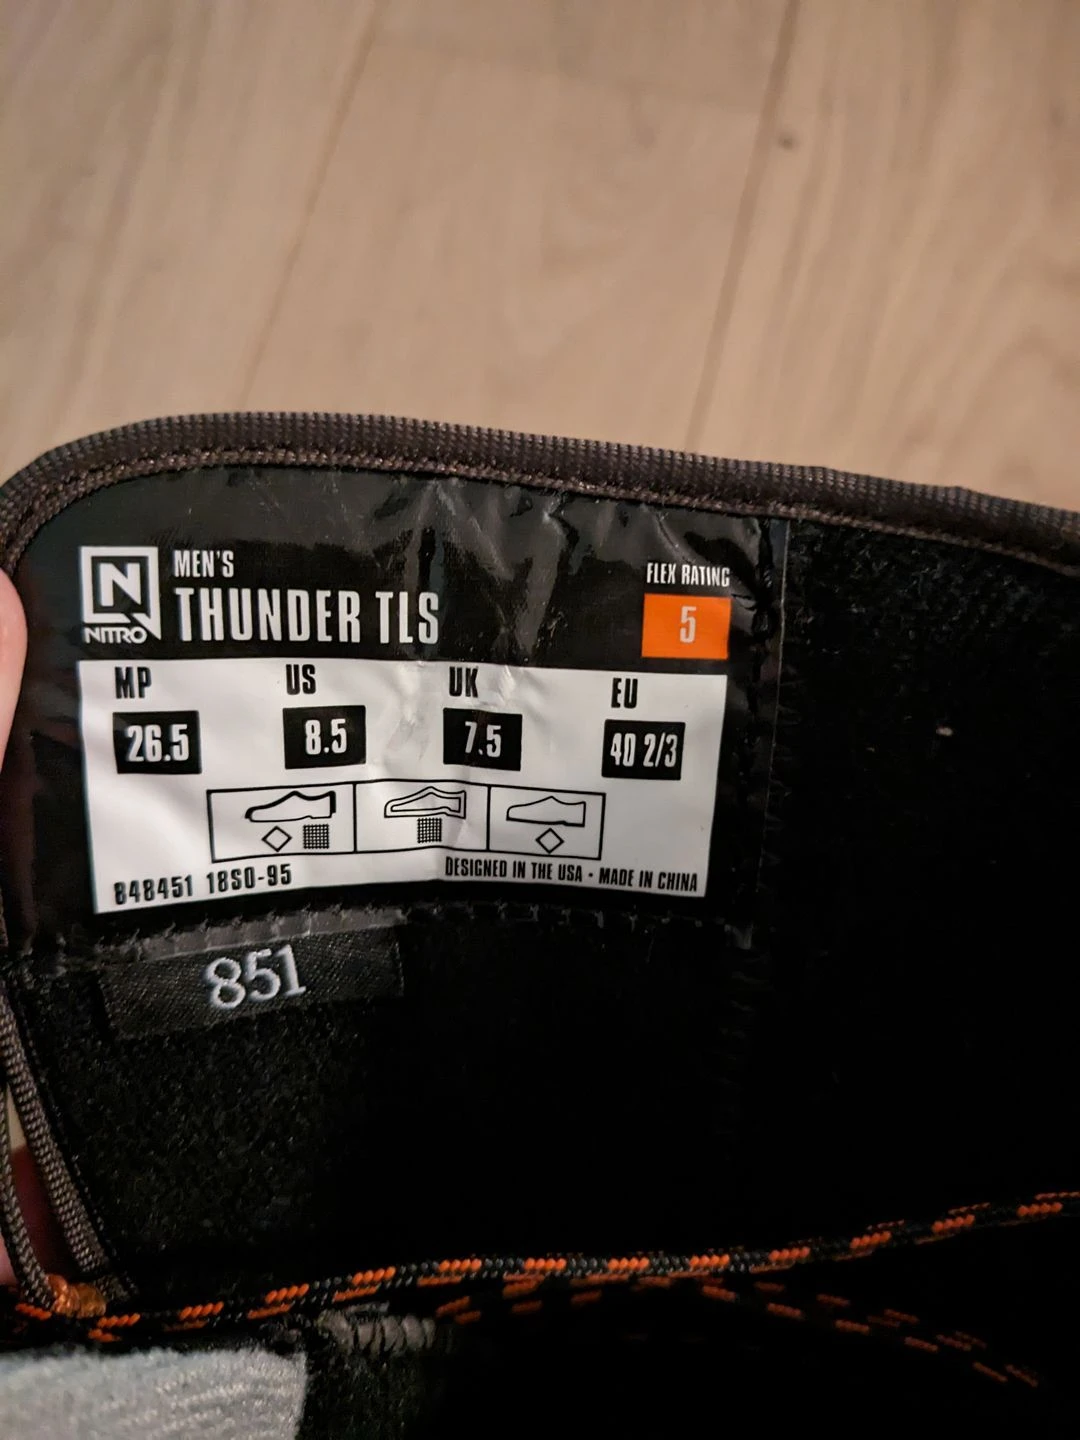 N
NITRO
MEN'S
THUNDER TLS
FLEX RATING
5
MP US UK EU
26.5 8.5 7.5 40 2/3
848451 18SO-95
DESIGNED IN THE USA • MADE IN CHINA
851